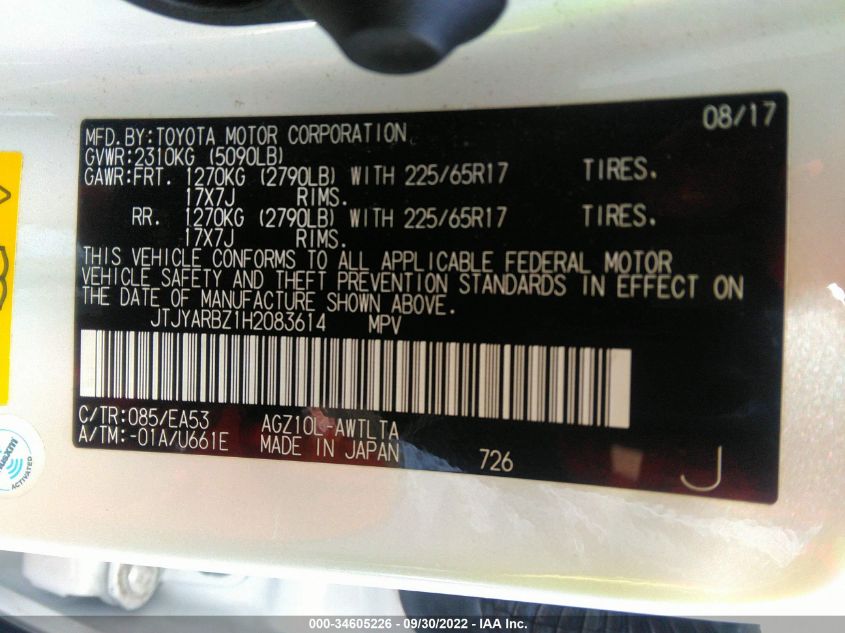 08/17
MFD.BY:TOYOTA MOTOR CORPORATION
GVWR:2310KG (5090LB)
GAWR:FRT. 1270KG (2790LB) WITH 225/65R17 TIRES.
17X7J RIMS.
RR. 1270KG (2790LB) WITH 225/65R17 TIRES.
17X7J RIMS.
THIS VEHICLE CONFORMS TO ALL APPLICABLE FEDERAL MOTOR
VEHICLE SAFETY AND THEFT PREVENTION STANDARDS IN EFFECT ON
THE DATE OF MANUFACTURE SHOWN ABOVE.
JTJYARBZ1H2083614 MPV
C/TR:085/EA53 AGZ10L-AWTLTA
A/TM:-01A/U661E MADE IN JAPAN 726 J
ACTIVATED
000-34605226 - 09/30/2022 - IAA Inc.